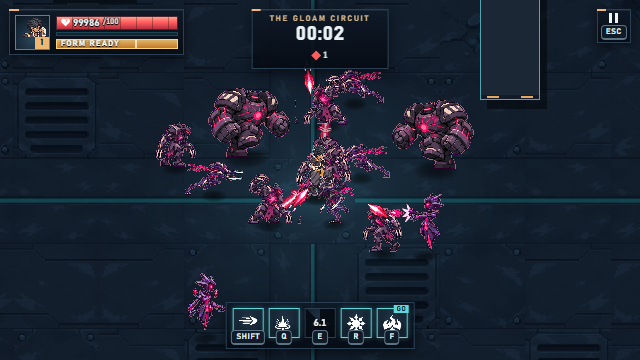 99986/100
1
FORM READY
THE GLOAM CIRCUIT
00:02
1
ESC
GO
6.1
SHIFT
Q
E
R
F